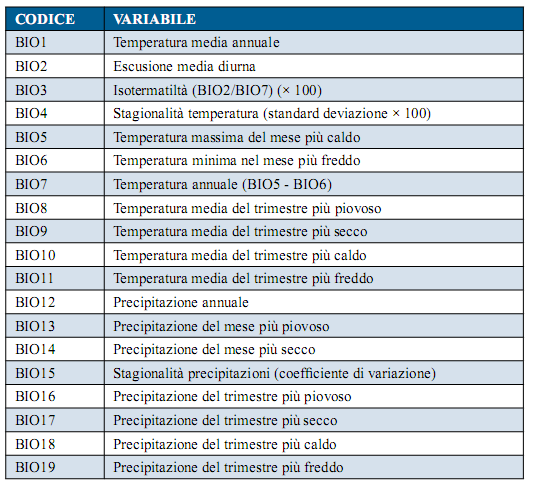 CODICE VARIABILE
BIO1 Temperatura media annuale
BIO2 Escusione media diurna
BIO3 Isotermatiltà (BIO2/BIO7) (× 100)
BIO4 Stagionalità temperatura (standard deviazione × 100)
BIO5 Temperatura massima del mese più caldo
BIO6 Temperatura minima nel mese più freddo
BIO7 Temperatura annuale (BIO5 - BIO6)
BIO8 Temperatura media del trimestre più piovoso
BIO9 Temperatura media del trimestre più secco
BIO10 Temperatura media del trimestre più caldo
BIO11 Temperatura media del trimestre più freddo
BIO12 Precipitazione annuale
BIO13 Precipitazione del mese più piovoso
BIO14 Precipitazione del mese più secco
BIO15 Stagionalità precipitazioni (coefficiente di variazione)
BIO16 Precipitazione del trimestre più piovoso
BIO17 Precipitazione del trimestre più secco
BIO18 Precipitazione del trimestre più caldo
BIO19 Precipitazione del trimestre più freddo